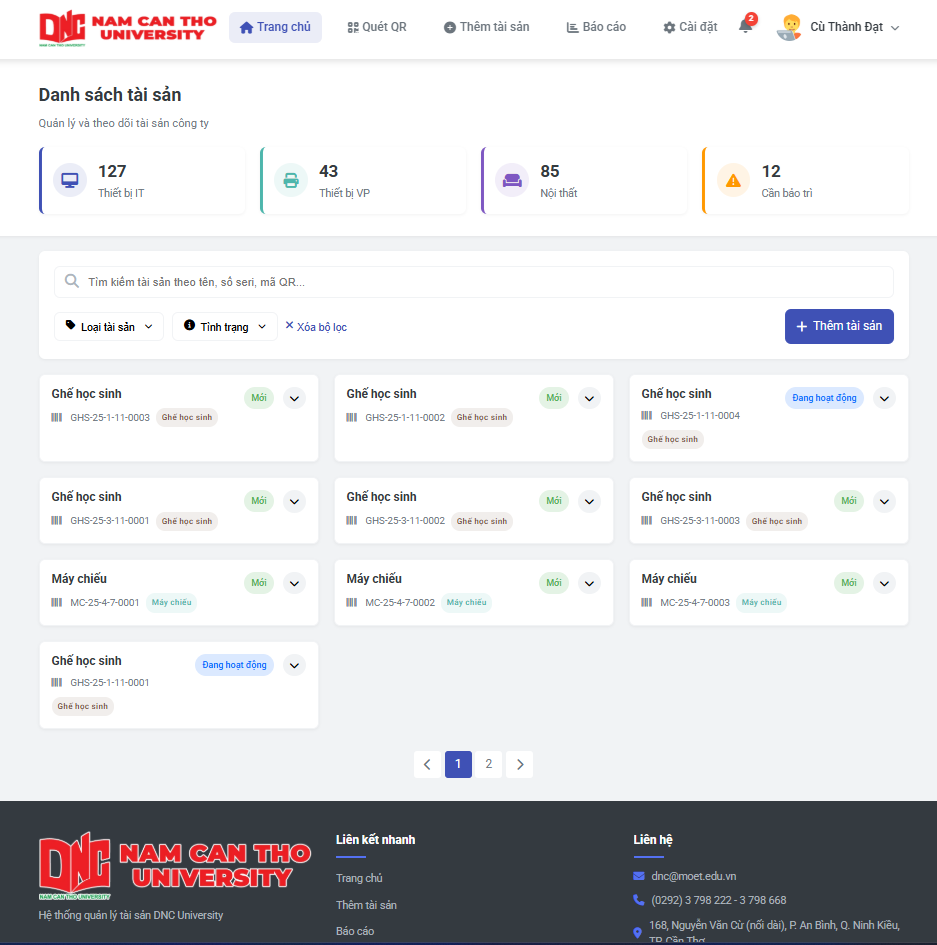 DNC NAM CAN THO UNIVERSITY
NAM CAN THO UNIVERSITY
Trang chủ
Quét QR
Thêm tài sản
Báo cáo
Cài đặt
2
Cù Thành Đạt
Danh sách tài sản
Quản lý và theo dõi tài sản công ty
127
Thiết bị IT
43
Thiết bị VP
85
Nội thất
12
Cần bảo trì
Tìm kiếm tài sản theo tên, số seri, mã QR...
Loại tài sản
Tình trạng
Xóa bộ lọc
Thêm tài sản
Ghế học sinh
Mới
GHS-25-1-11-0003
Ghế học sinh
Ghế học sinh
Mới
GHS-25-1-11-0002
Ghế học sinh
Ghế học sinh
Đang hoạt động
GHS-25-1-11-0004
Ghế học sinh
Ghế học sinh
Mới
GHS-25-3-11-0001
Ghế học sinh
Ghế học sinh
Mới
GHS-25-3-11-0002
Ghế học sinh
Ghế học sinh
Mới
GHS-25-3-11-0003
Ghế học sinh
Máy chiếu
Mới
MC-25-4-7-0001
Máy chiếu
Máy chiếu
Mới
MC-25-4-7-0002
Máy chiếu
Máy chiếu
Mới
MC-25-4-7-0003
Máy chiếu
Ghế học sinh
Đang hoạt động
GHS-25-1-11-0001
Ghế học sinh
1
2
DNC
NAM CAN THO UNIVERSITY
NAM CAN THO
UNIVERSITY
Hệ thống quản lý tài sản DNC University
Liên kết nhanh
Trang chủ
Thêm tài sản
Báo cáo
Liên hệ
dnc@moet.edu.vn
(0292) 3 798 222 - 3 798 668
168, Nguyễn Văn Cừ (nối dài), P. An Bình, Q. Ninh Kiều,
TP. Cần Thơ